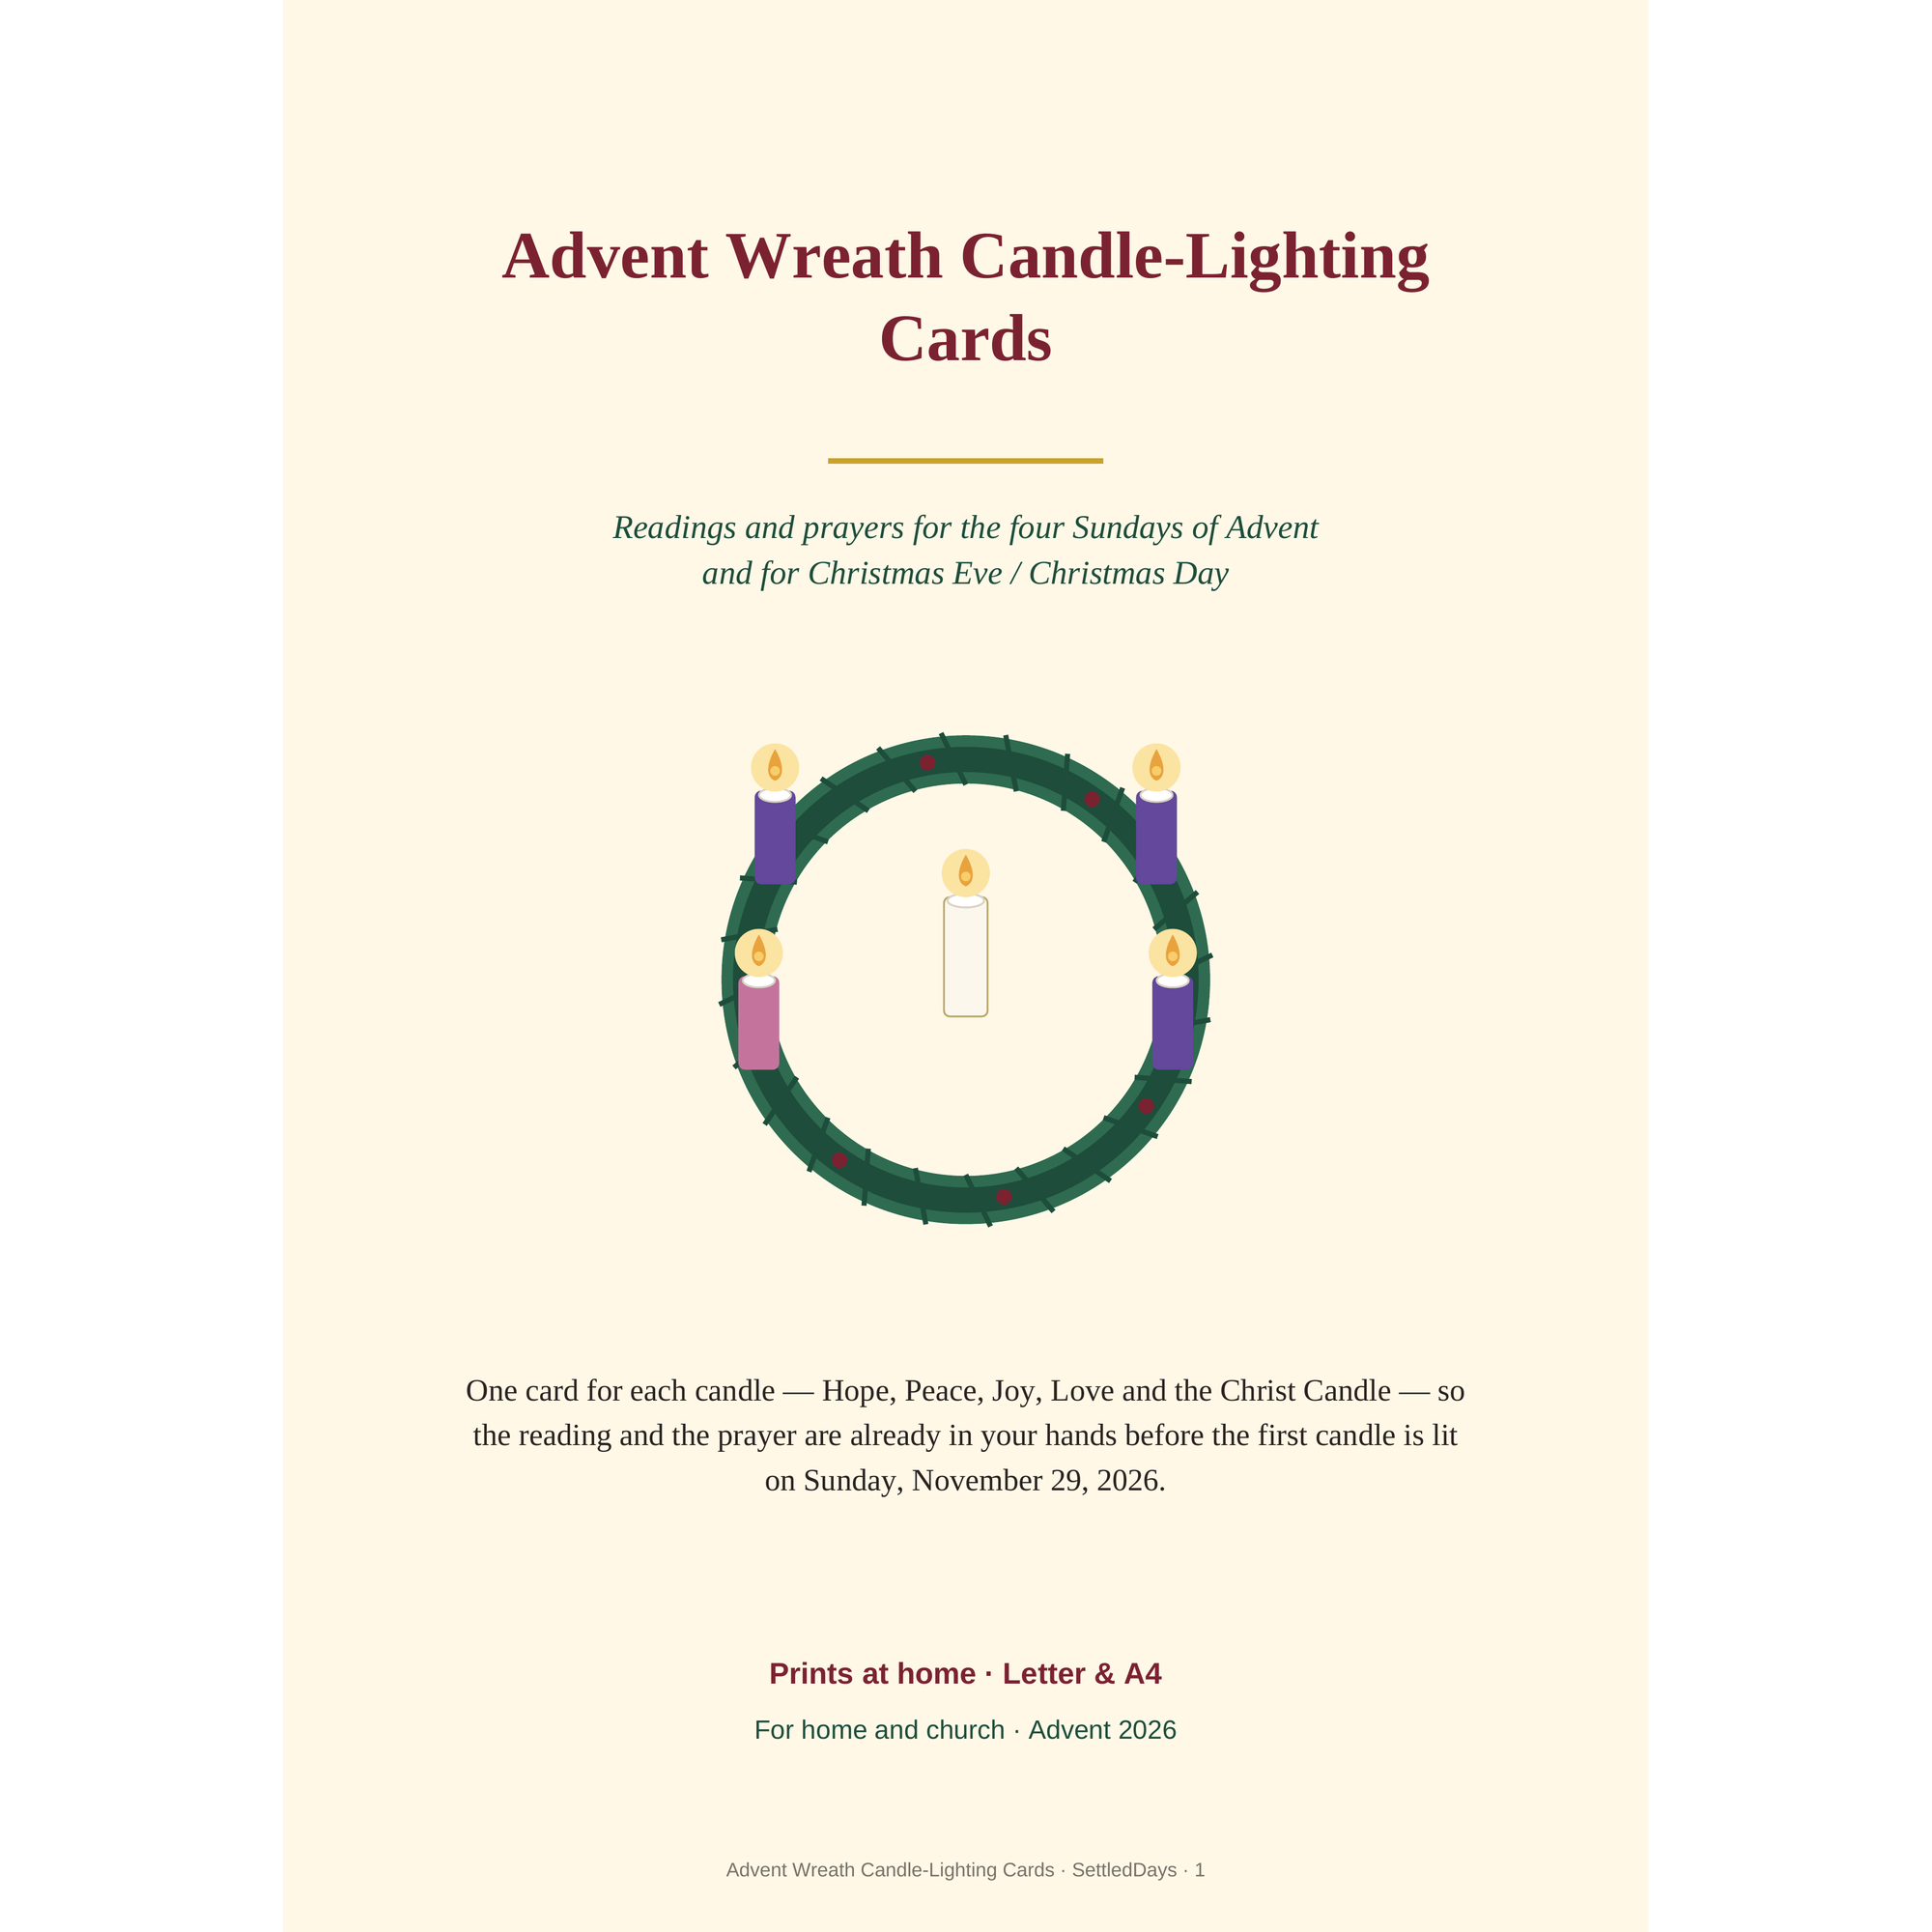 Advent Wreath Candle-Lighting
Cards
Readings and prayers for the four Sundays of Advent
and for Christmas Eve / Christmas Day
One card for each candle — Hope, Peace, Joy, Love and the Christ Candle — so
the reading and the prayer are already in your hands before the first candle is lit
on Sunday, November 29, 2026.
Prints at home · Letter & A4
For home and church · Advent 2026
Advent Wreath Candle-Lighting Cards · SettledDays · 1